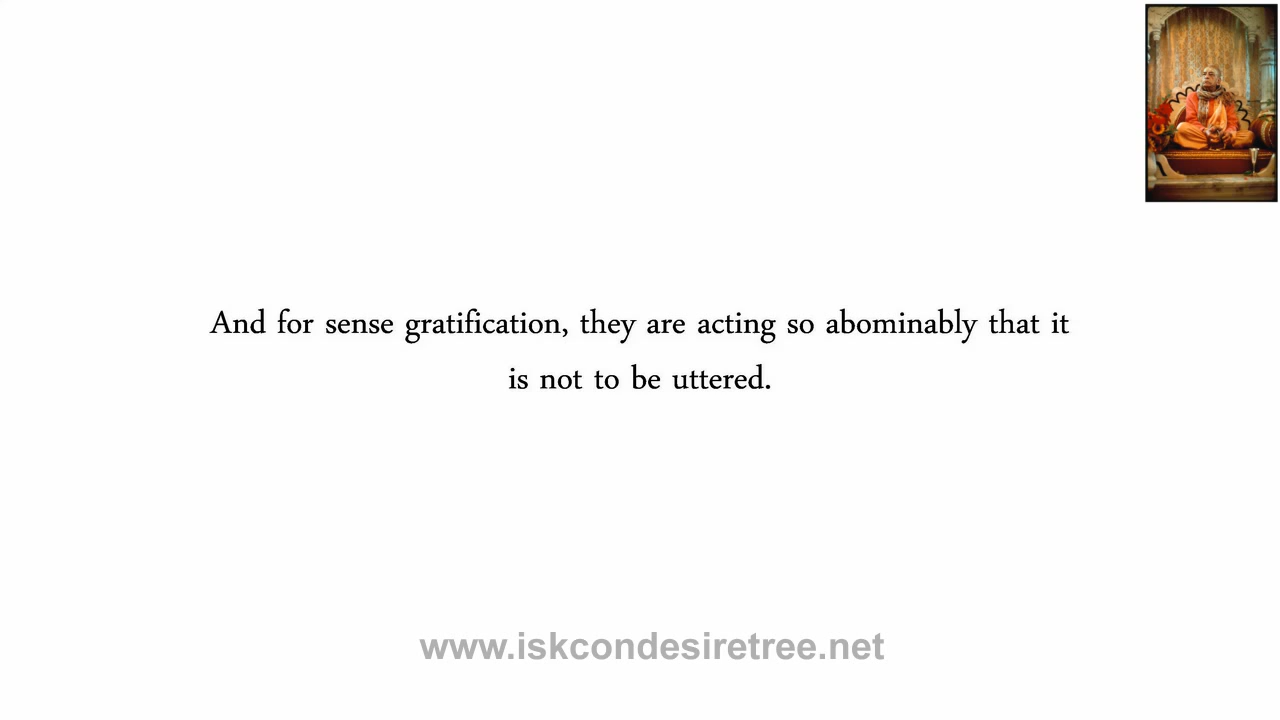 And for sense gratification, they are acting so abominably that it
is not to be uttered.
www.iskcondesiretree.net